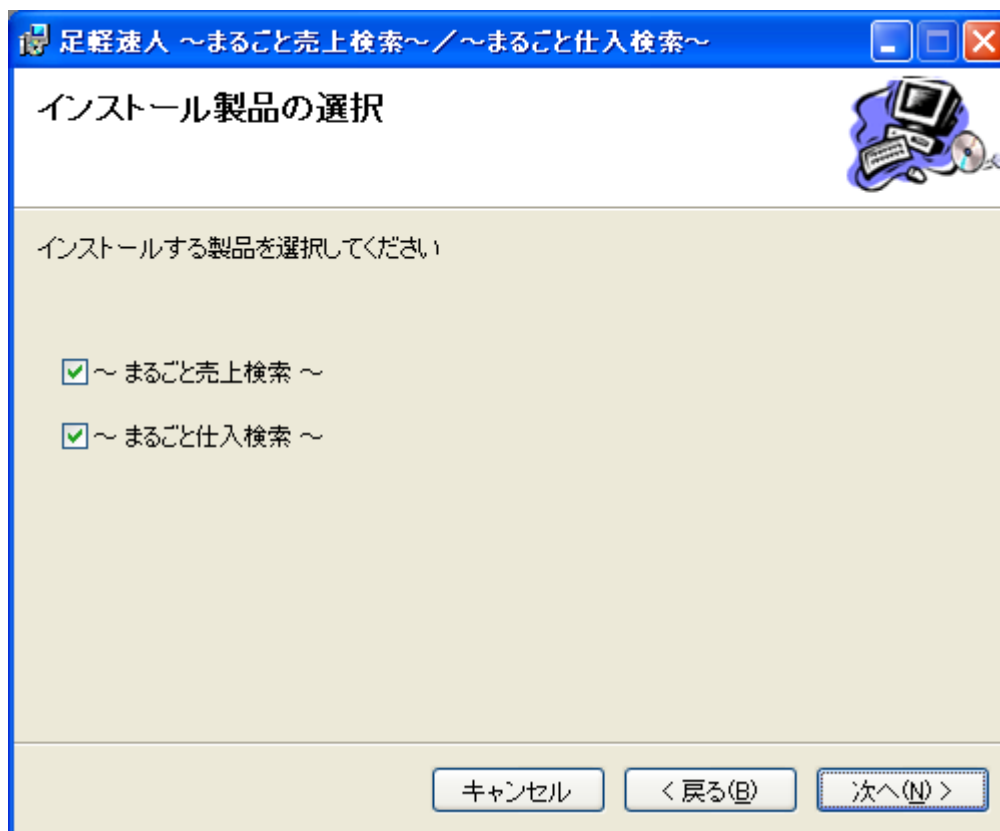 足軽速人 ～まるごと売上検索～／～まるごと仕入検索～
インストール製品の選択
インストールする製品を選択してください
～ まるごと売上検索 ～
～ まるごと仕入検索 ～
キャンセル
< 戻る(B)
次へ(N) >